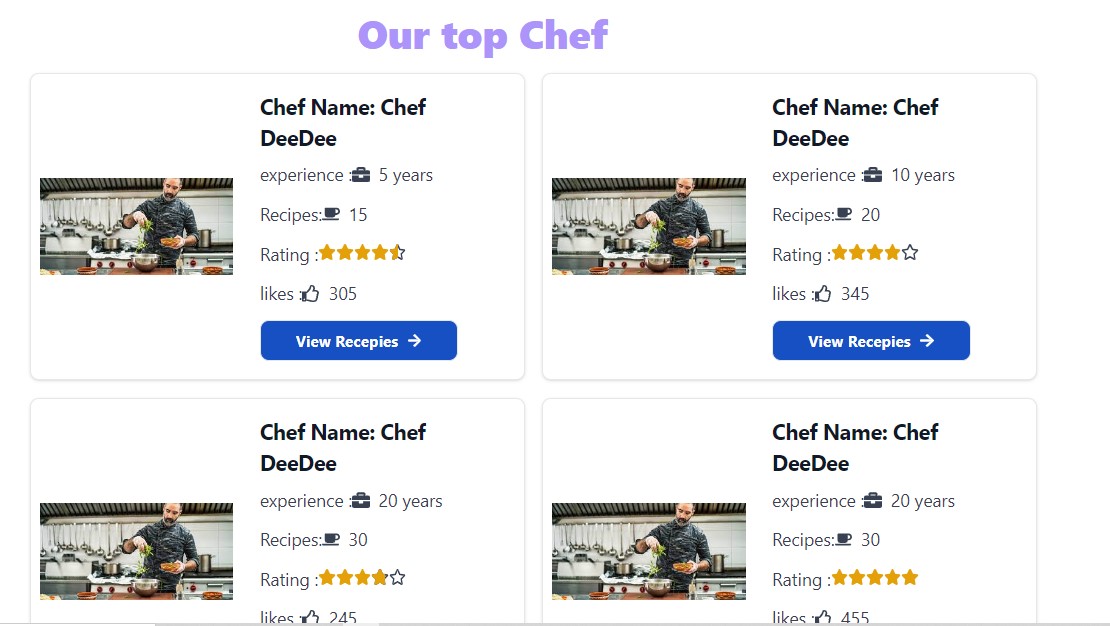 Our top Chef
Chef Name: Chef
DeeDee
experience : 5 years
Recipes: 15
Rating :
likes : 305
View Recepies
Chef Name: Chef
DeeDee
experience : 10 years
Recipes: 20
Rating :
likes : 345
View Recepies
Chef Name: Chef
DeeDee
experience : 20 years
Recipes: 30
Rating :
likes : 245
Chef Name: Chef
DeeDee
experience : 20 years
Recipes: 30
Rating :
likes : 455